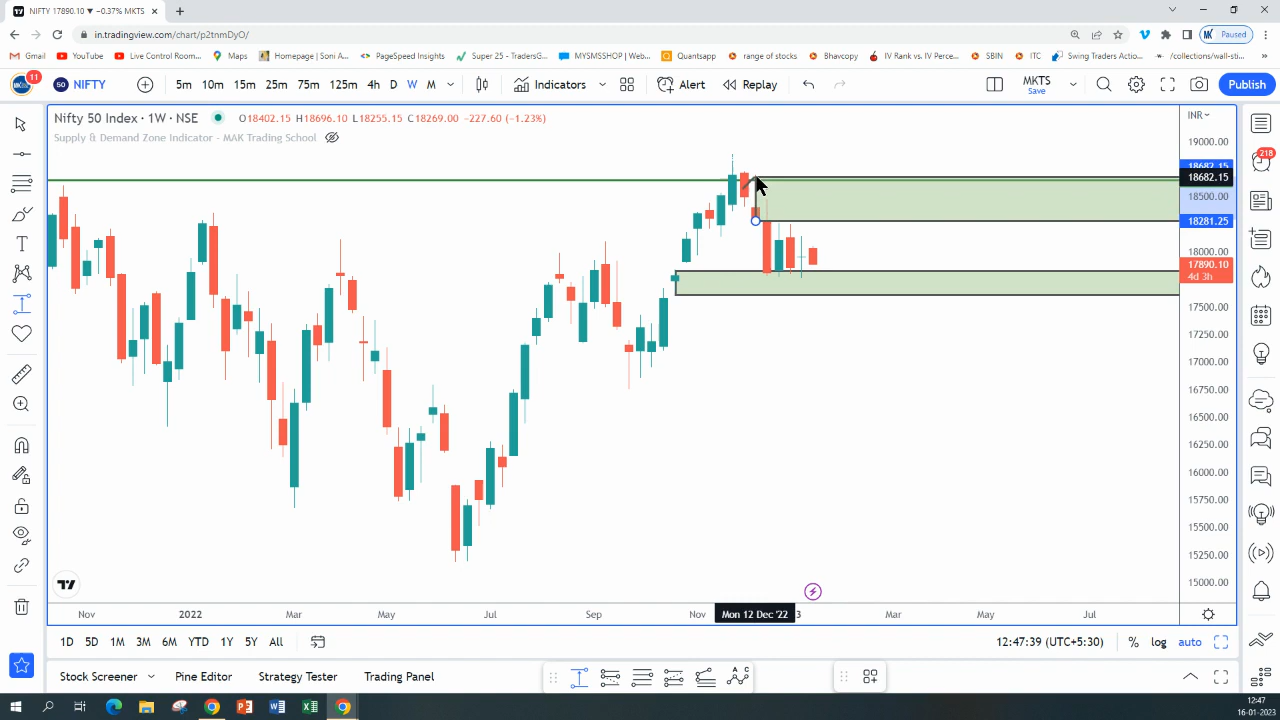 NIFTY 17890.10 ▼ −0.37% MKTS
in.tradingview.com/chart/p2tnmDyO/
Paused
Gmail YouTube Live Control Room... Maps Homepage | Soni A... PageSpeed Insights Super 25 - TradersG... MYSMSSHOP | Web... Quantsapp range of stocks Bhavcopy IV Rank vs. IV Perce... SBIN ITC Swing Traders Action... /collections/wall-sti...
11 50 NIFTY 5m 10m 15m 25m 75m 125m 4h D W M Indicators Alert Replay MKTS Save Publish
Nifty 50 Index · 1W · NSE O18402.15 H18696.10 L18255.15 C18269.00 −227.60 (−1.23%)
Supply & Demand Zone Indicator - MAK Trading School
INR
19000.00
18682.15
18682.15
18500.00
18281.25
18000.00
17890.10
4d 3h
17500.00
17250.00
17000.00
16750.00
16500.00
16250.00
16000.00
15750.00
15500.00
15250.00
15000.00
218
T
Nov 2022 Mar May Jul Sep Nov Mon 12 Dec '22 3 Mar May Jul
1D 5D 1M 3M 6M YTD 1Y 5Y All 12:47:39 (UTC+5:30) % log auto
Stock Screener Pine Editor Strategy Tester Trading Panel
12:47
16-01-2023